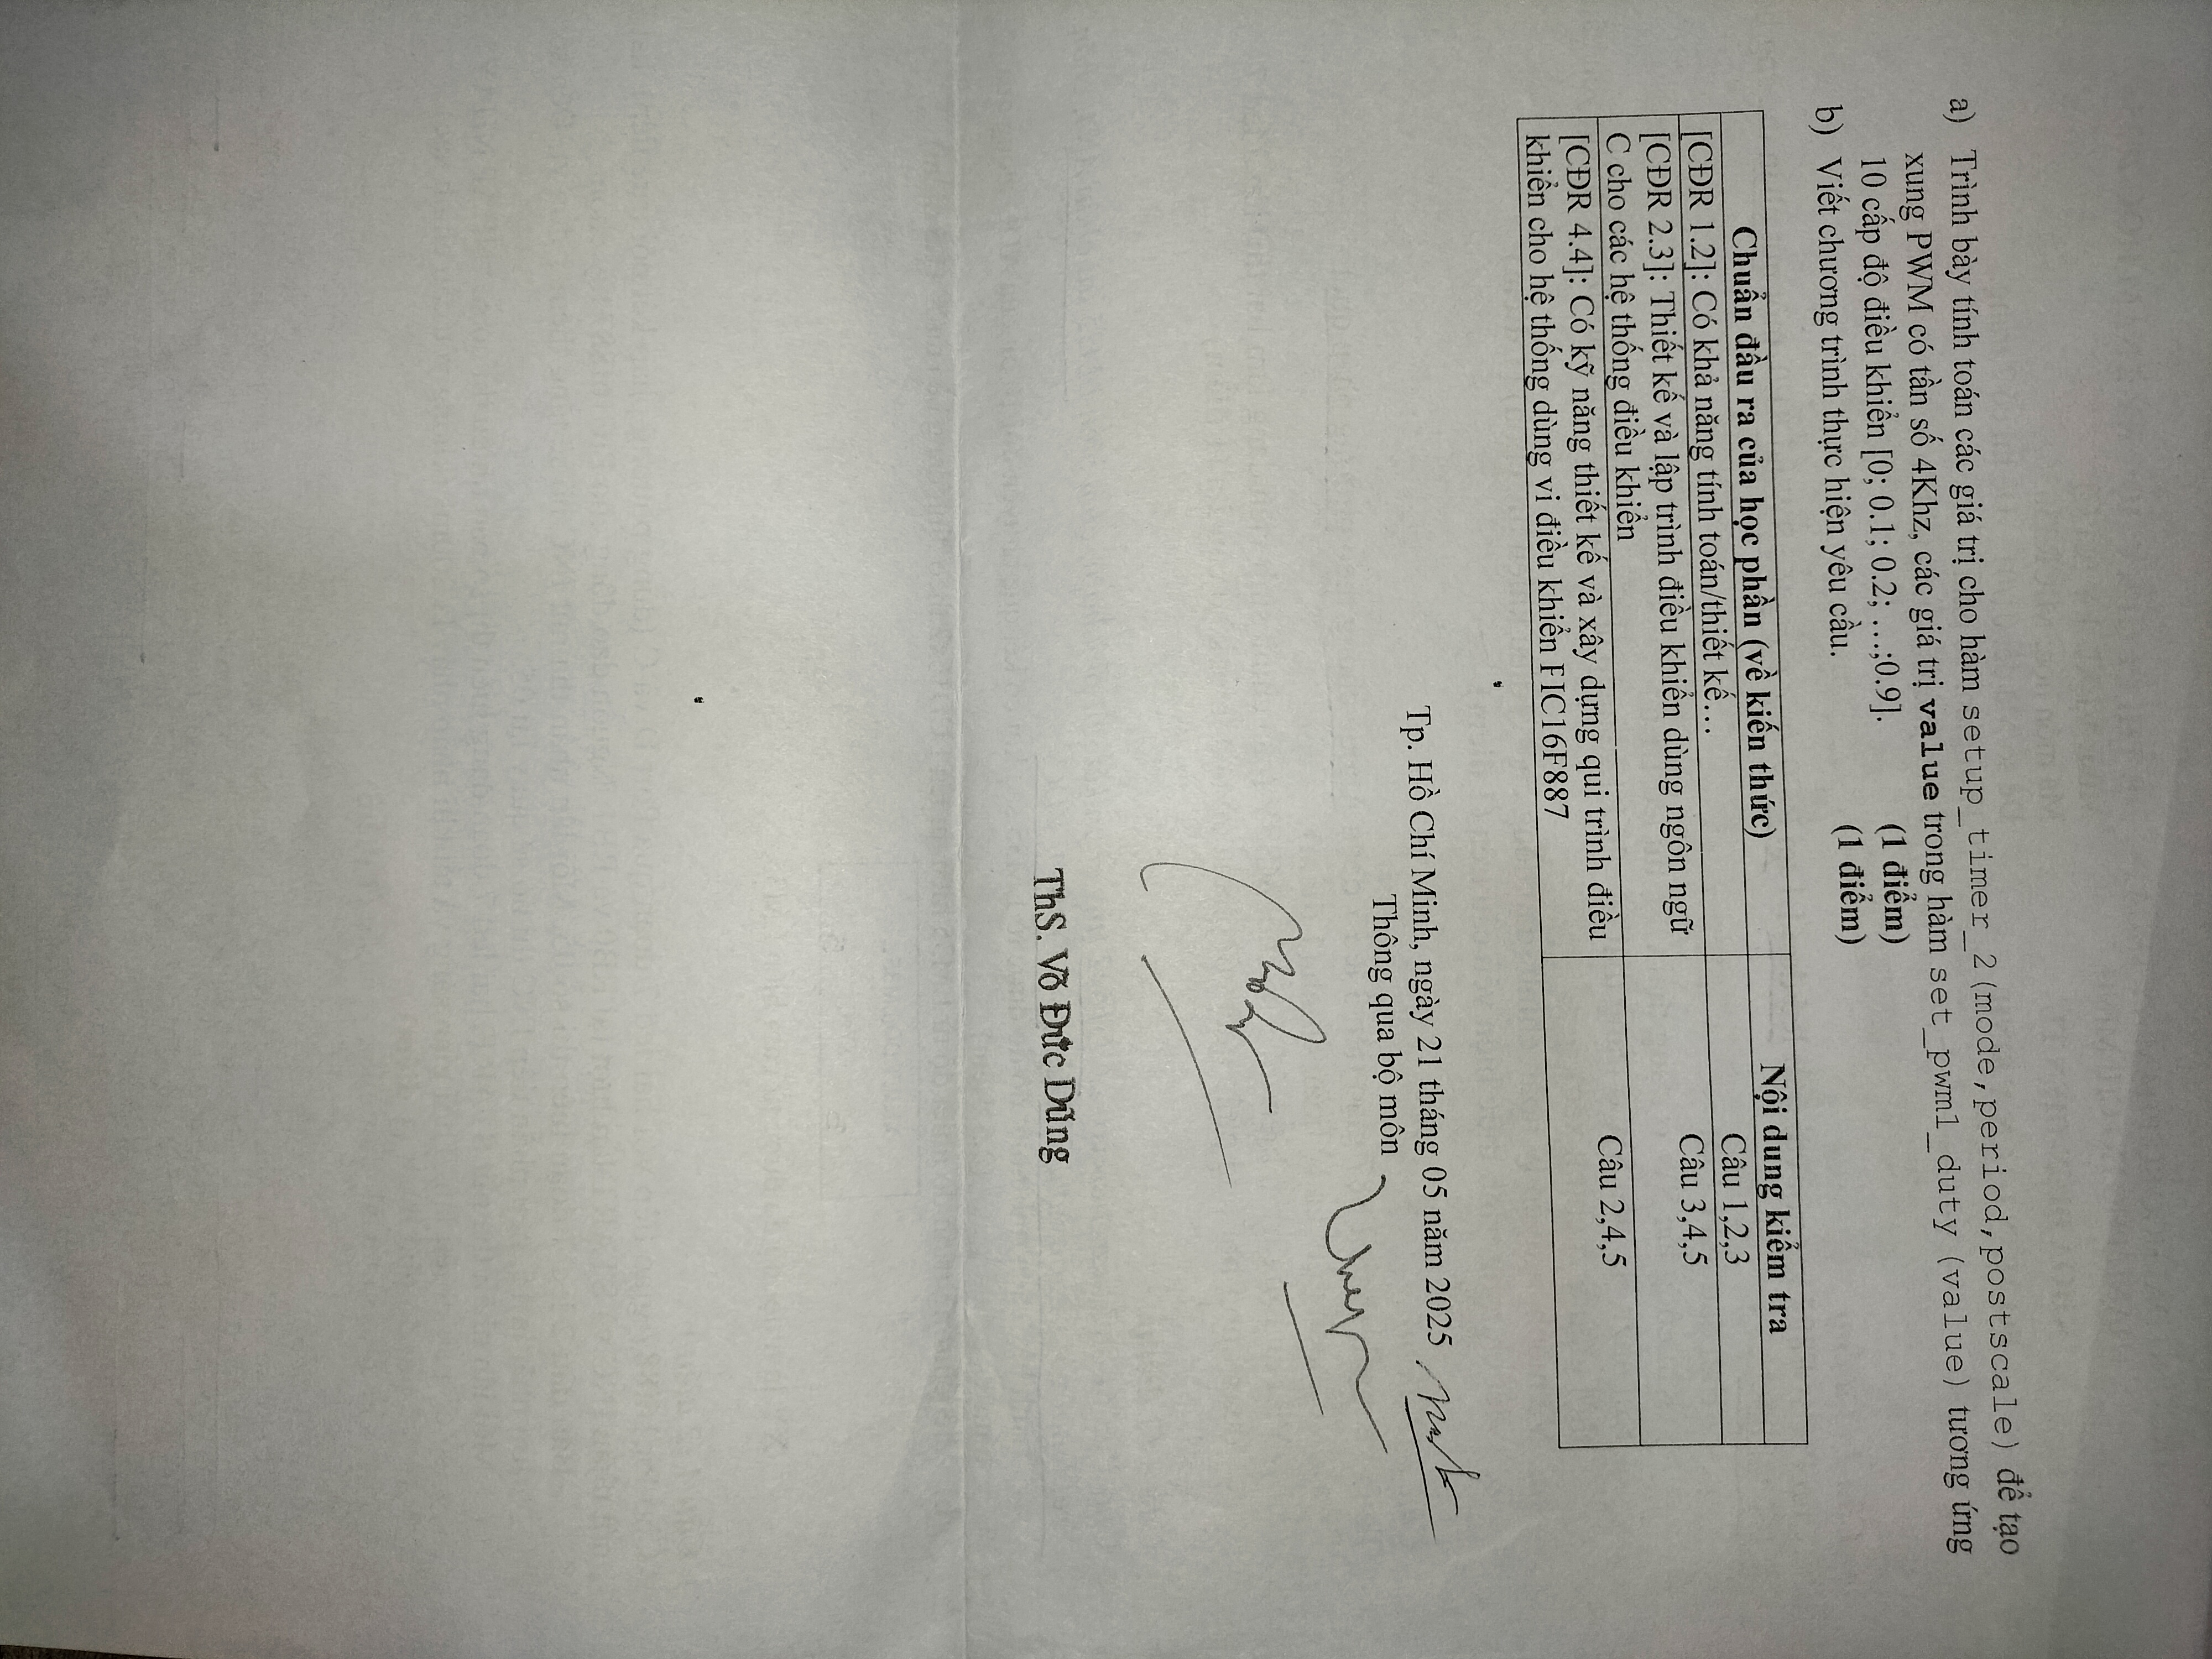 a) Trình bày tính toán các giá trị cho hàm setup_timer_2(mode,period,postscale) để tạo
xung PWM có tần số 4Khz, các giá trị value trong hàm set_pwm1_duty (value) tương ứng
10 cấp độ điều khiển [0; 0.1; 0.2; …;0.9]. (1 điểm)
b) Viết chương trình thực hiện yêu cầu. (1 điểm)
Chuẩn đầu ra của học phần (về kiến thức) Nội dung kiểm tra
[CĐR 1.2]: Có khả năng tính toán/thiết kế… Câu 1,2,3
[CĐR 2.3]: Thiết kế và lập trình điều khiển dùng ngôn ngữ Câu 3,4,5
C cho các hệ thống điều khiển
[CĐR 4.4]: Có kỹ năng thiết kế và xây dựng qui trình điều Câu 2,4,5
khiển cho hệ thống dùng vi điều khiển PIC16F887
Tp. Hồ Chí Minh, ngày 21 tháng 05 năm 2025
Thông qua bộ môn
ThS. Võ Đức Dũng